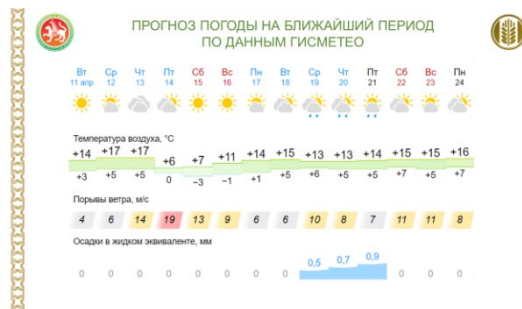 ПРОГНОЗ ПОГОДЫ НА БЛИЖАЙШИЙ ПЕРИОД
ПО ДАННЫМ ГИСМЕТЕО
Вт Ср Чт Пт Сб Вс Пн Вт Ср Чт Пт Сб Вс Пн
11 апр 12 13 14 15 16 17 18 19 20 21 22 23 24
Температура воздуха, °C
+14 +17 +17 +6 +7 +11 +14 +15 +13 +13 +14 +15 +15 +16
+3 +5 +5 0 −3 −1 +1 +5 +6 +5 +5 +7 +5 +7
Порывы ветра, м/с
4 6 14 19 13 9 6 6 10 8 7 11 11 8
Осадки в жидком эквиваленте, мм
0 0 0 0 0 0 0 0 0,5 0,7 0,9 0 0 0